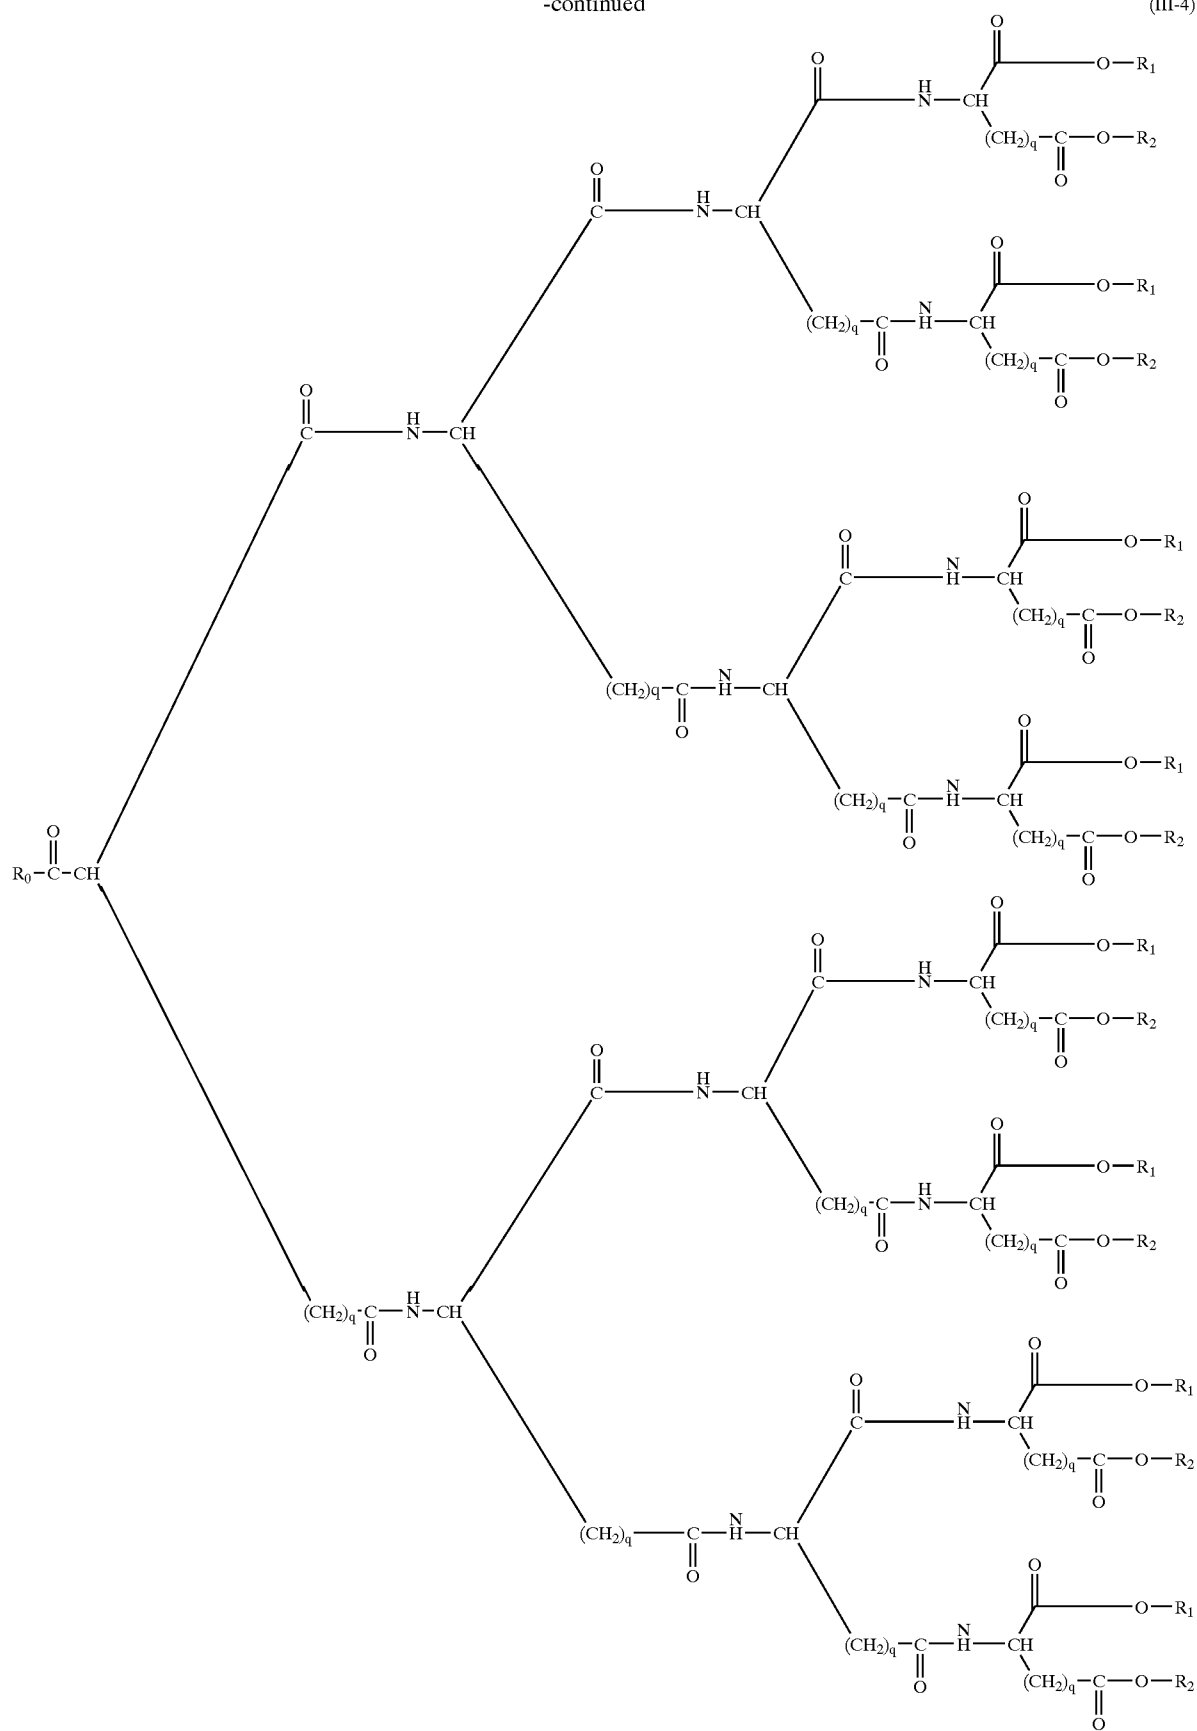 -continued
(III-4)
O
O O—R₁
H
N CH
(CH₂)q C O—R₂
O
O
C H
N CH
O
O O—R₁
(CH₂)q C N
H CH
O
(CH₂)q C O—R₂
O
O
C H
N CH
O
O O—R₁
O
C N
H CH
(CH₂)q C O—R₂
O
(CH₂)q C N
H CH
O
O
O O—R₁
(CH₂)q C N
H CH
O
(CH₂)q C O—R₂
O
O
R₀ C CH
O
O O—R₁
O
C H
N CH
(CH₂)q C O—R₂
O
O
C H
N CH
O
O O—R₁
(CH₂)q C H
N CH
O
(CH₂)q C O—R₂
O
(CH₂)q C H
N CH
O
O
O O—R₁
O
C N
H CH
(CH₂)q C O—R₂
O
(CH₂)q C N
H CH
O
O
O O—R₁
(CH₂)q C N
H CH
O
(CH₂)q C O—R₂
O